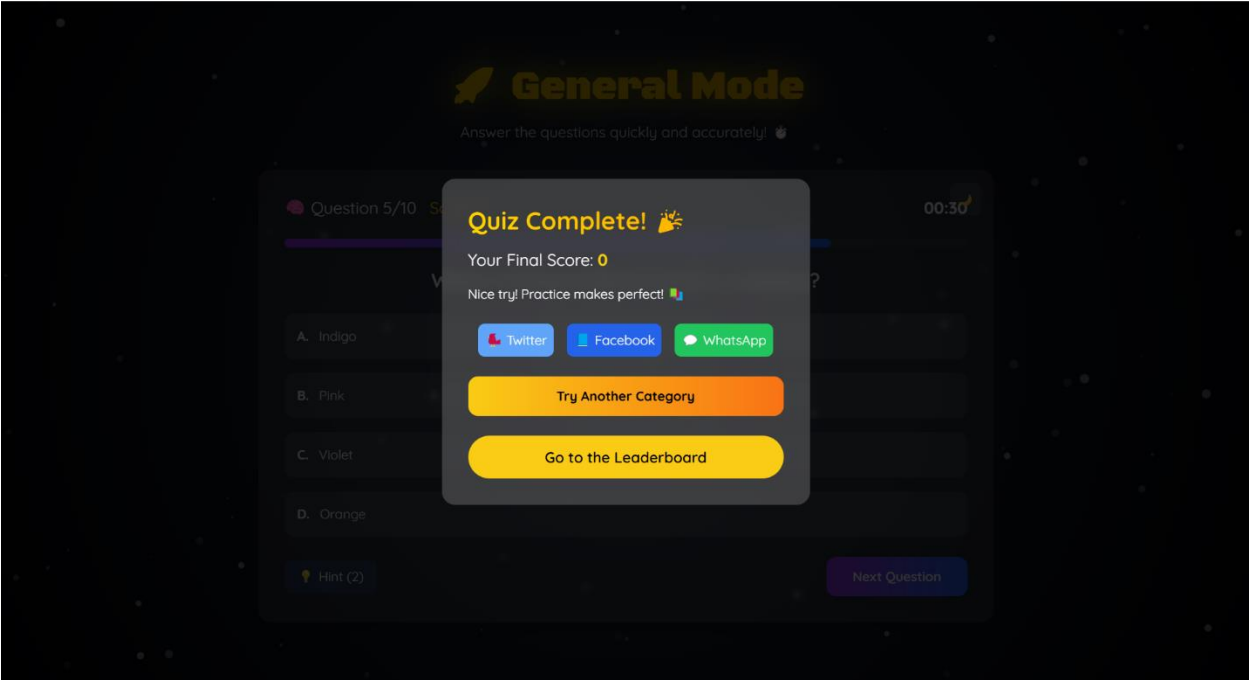 General Mode
Answer the questions quickly and accurately!
Question 5/10
00:30
Quiz Complete!
Your Final Score: 0
Nice try! Practice makes perfect!
Twitter Facebook WhatsApp
Try Another Category
Go to the Leaderboard
A. Indigo
B. Pink
C. Violet
D. Orange
Hint (2)
Next Question